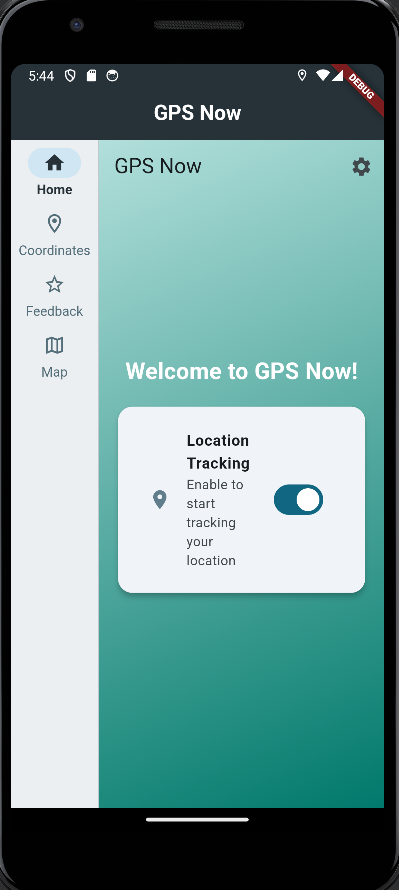 5:44
DEBUG
GPS Now
Home
Coordinates
Feedback
Map
GPS Now
Welcome to GPS Now!
Location
Tracking
Enable to
start
tracking
your
location